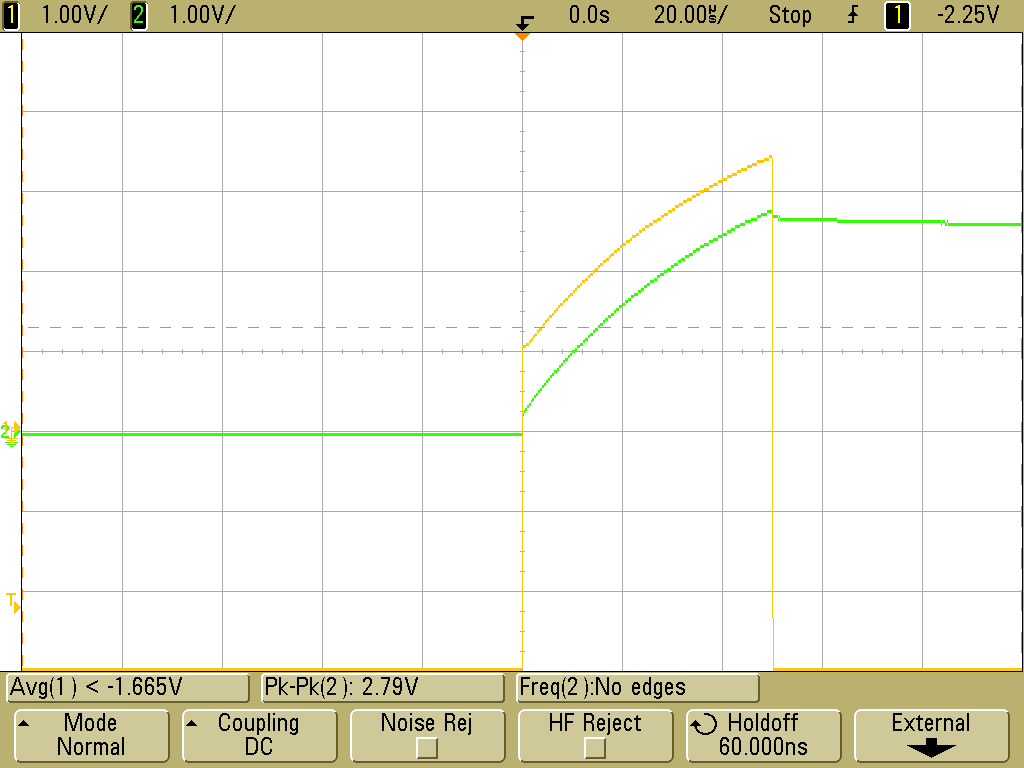 1 1.00V/ 2 1.00V/ 0.0s 20.00㎲/ Stop 1 -2.25V
2
T
Avg(1) < -1.665V Pk-Pk(2): 2.79V Freq(2):No edges
Mode Coupling Noise Rej HF Reject Holdoff External
Normal DC 60.000ns